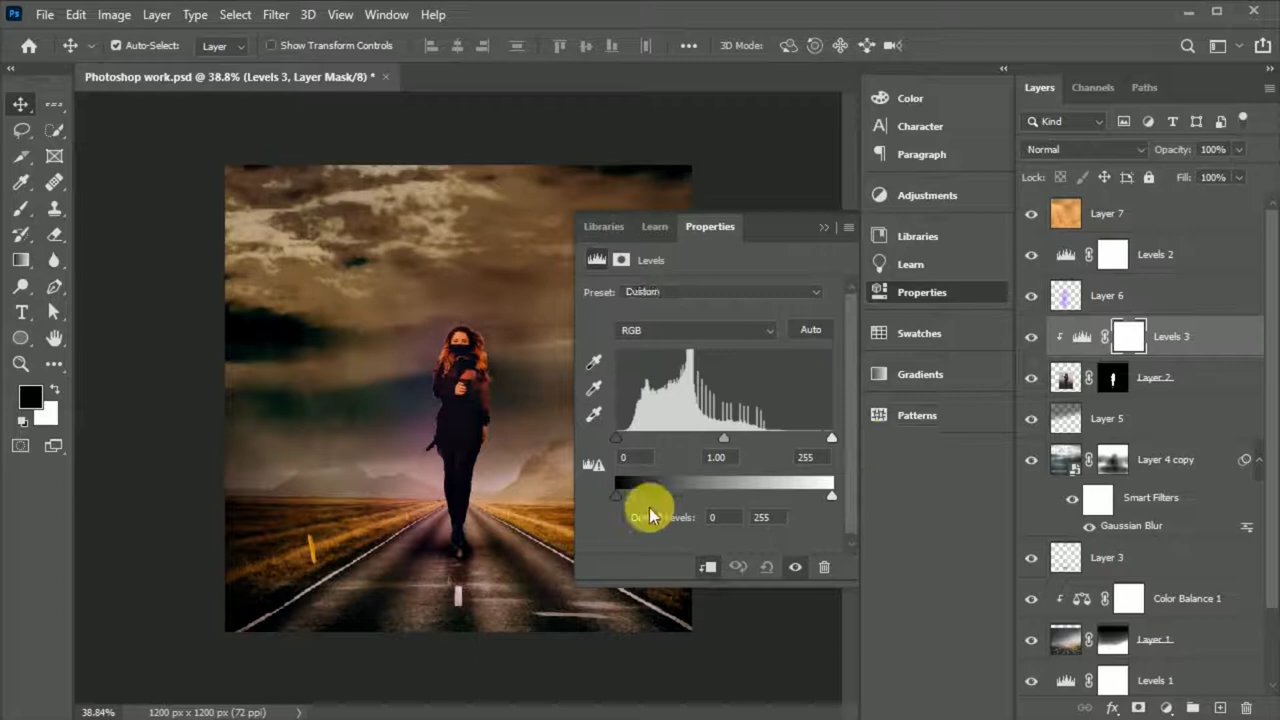 Ps File Edit Image Layer Type Select Filter 3D View Window Help
Auto-Select: Layer Show Transform Controls 3D Mode:
Photoshop work.psd @ 38.8% (Levels 3, Layer Mask/8) *
Libraries Learn Properties
Levels
Preset: Custom
RGB Auto
0 1.00 255
Levels: 0 255
38.84% 1200 px x 1200 px (72 ppi)
Color
Character
Paragraph
Adjustments
Libraries
Learn
Properties
Swatches
Gradients
Patterns
Layers Channels Paths
Kind
Normal Opacity: 100%
Lock: Fill: 100%
Layer 7
Levels 2
Layer 6
Levels 3
Layer 2
Layer 5
Layer 4 copy
Smart Filters
Gaussian Blur
Layer 3
Color Balance 1
Layer 1
Levels 1
fx